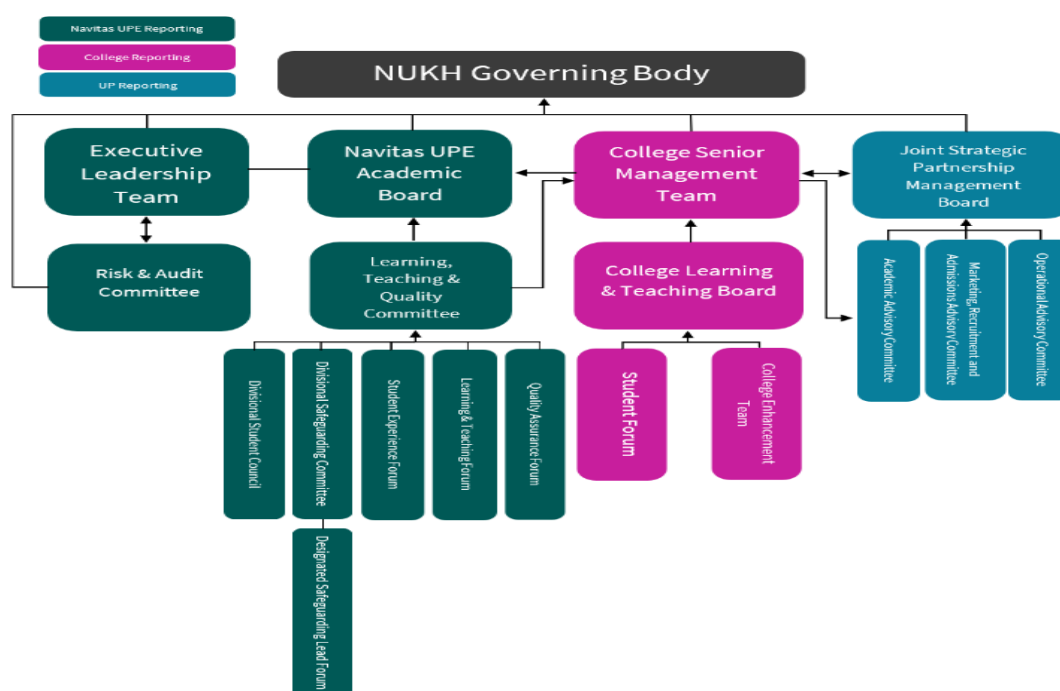 Navitas UPE Reporting
College Reporting
UP Reporting
NUKH Governing Body
Executive
Leadership
Team
Navitas UPE
Academic
Board
College Senior
Management
Team
Joint Strategic
Partnership
Management
Board
Risk & Audit
Committee
Learning,
Teaching &
Quality
Committee
College Learning
& Teaching Board
Academic Advisory Committee
Marketing, Recruitment and
Admissions Advisory Committee
Operational Advisory Committee
Divisional Student Council
Divisional Safeguarding Committee
Student Experience Forum
Learning & Teaching Forum
Quality Assurance Forum
Student Forum
College Enhancement
Team
Designated Safeguarding Lead Forum